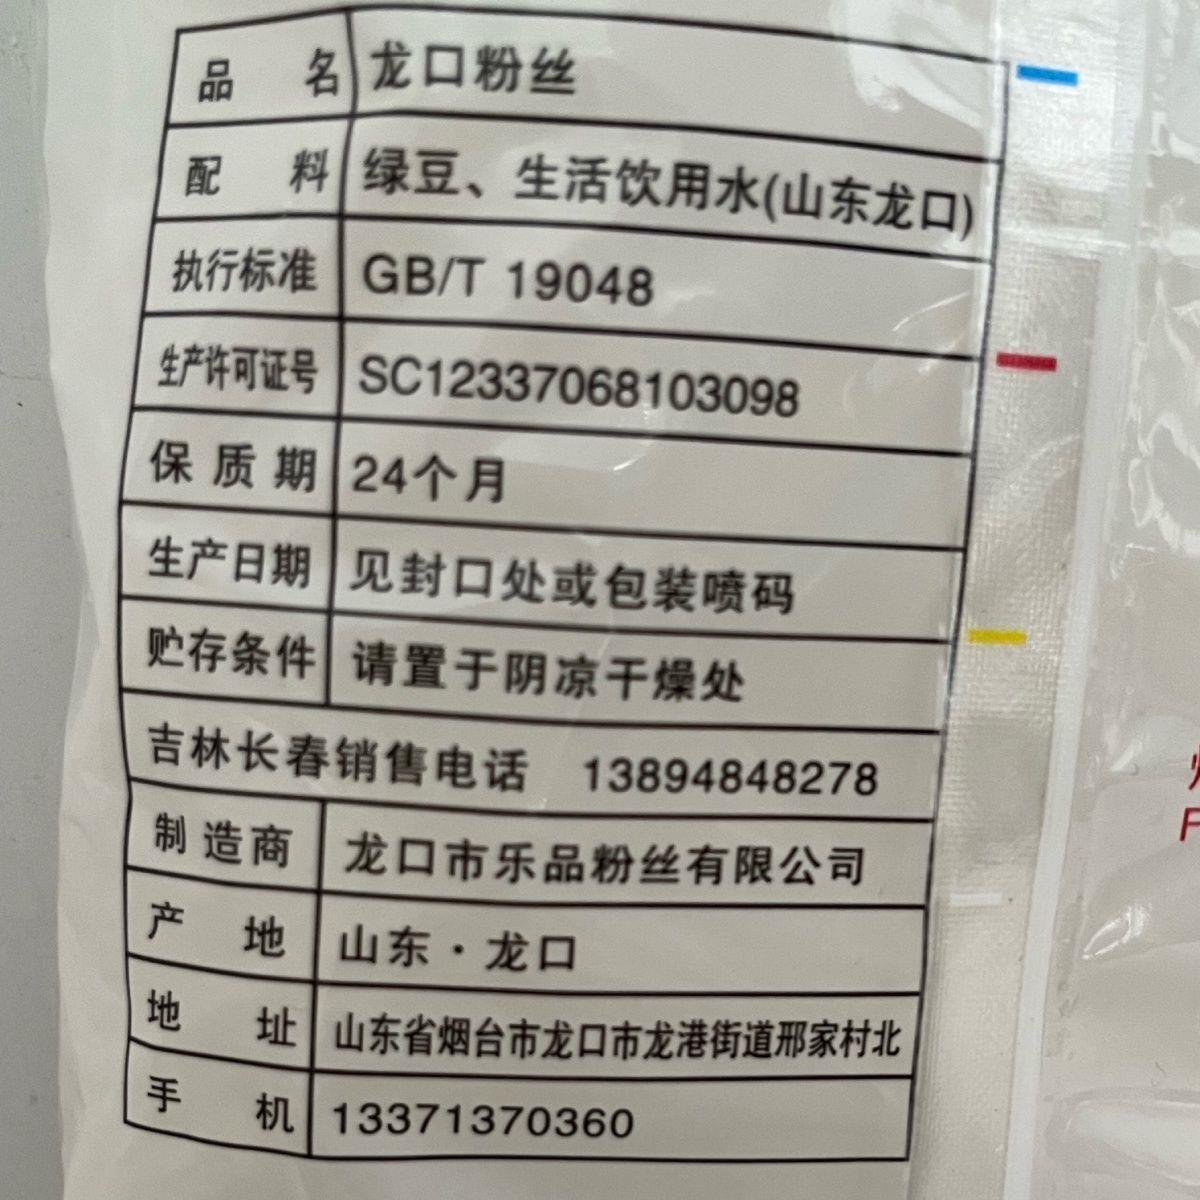 品 名 龙口粉丝
配 料 绿豆、生活饮用水(山东龙口)
执行标准 GB/T 19048
生产许可证号 SC12337068103098
保质期 24个月
生产日期 见封口处或包装喷码
贮存条件 请置于阴凉干燥处
吉林长春销售电话 13894848278
制造商 龙口市乐品粉丝有限公司
产 地 山东·龙口
地 址 山东省烟台市龙口市龙港街道邢家村北
手 机 13371370360